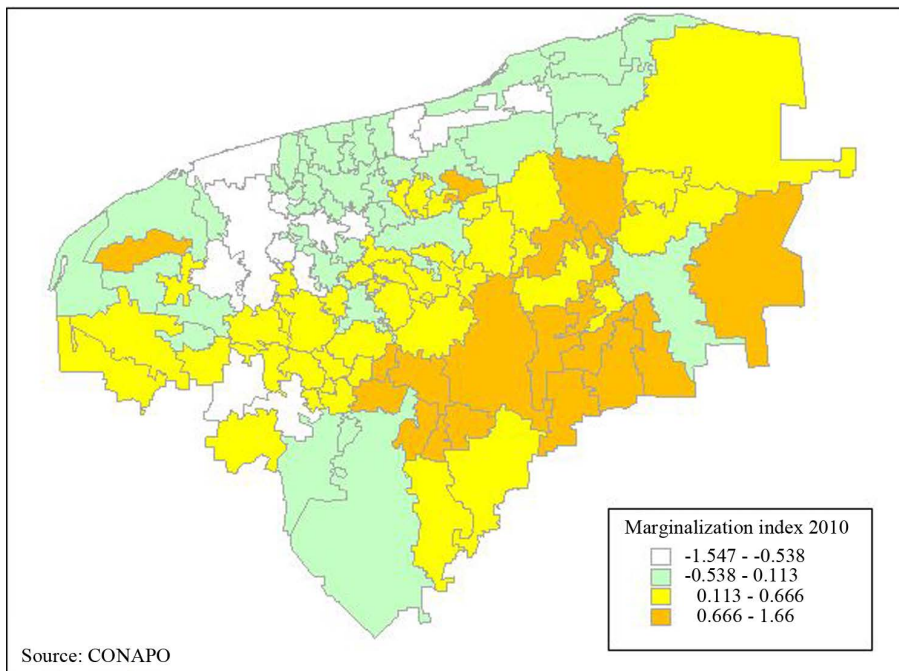 Marginalization index 2010
-1.547 - -0.538
-0.538 - 0.113
0.113 - 0.666
0.666 - 1.66
Source: CONAPO